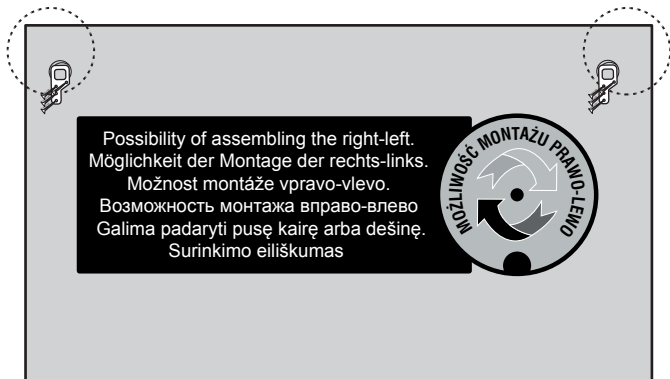 Possibility of assembling the right-left.
Möglichkeit der Montage der rechts-links.
Možnost montáže vpravo-vlevo.
Возможность монтажа вправо-влево
Galima padaryti pusę kairę arba dešinę.
Surinkimo eiliškumas
MOŻLIWOŚĆ MONTAŻU PRAWO-LEWO